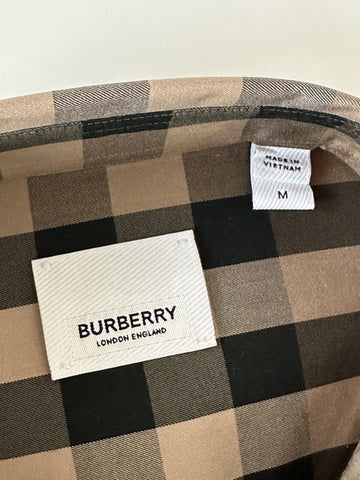 MADE IN
VIETNAM
M
BURBERRY
LONDON ENGLAND